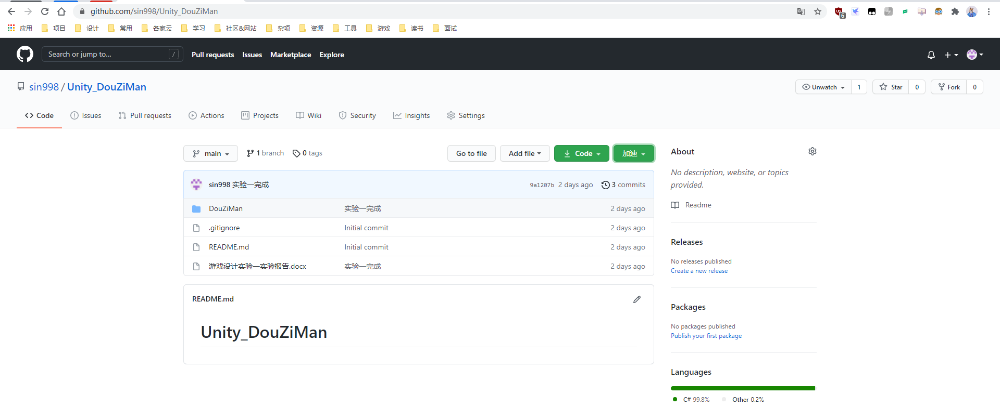 github.com/sin998/Unity_DouZiMan
6
应用 项目 设计 常用 各家云 学习 社区&网站 杂项 资源 工具 游戏 读书 面试
Search or jump to... / Pull requests Issues Marketplace Explore
sin998 / Unity_DouZiMan Unwatch 1 Star 0 Fork 0
Code Issues Pull requests Actions Projects Wiki Security Insights Settings
main 1 branch 0 tags Go to file Add file Code 加速
sin998 实验一完成 9a1207b 2 days ago 3 commits
DouZiMan 实验一完成 2 days ago
.gitignore Initial commit 2 days ago
README.md Initial commit 2 days ago
游戏设计实验一实验报告.docx 实验一完成 2 days ago
README.md
Unity_DouZiMan
About
No description, website, or topics
provided.
Readme
Releases
No releases published
Create a new release
Packages
No packages published
Publish your first package
Languages
C# 99.8% Other 0.2%